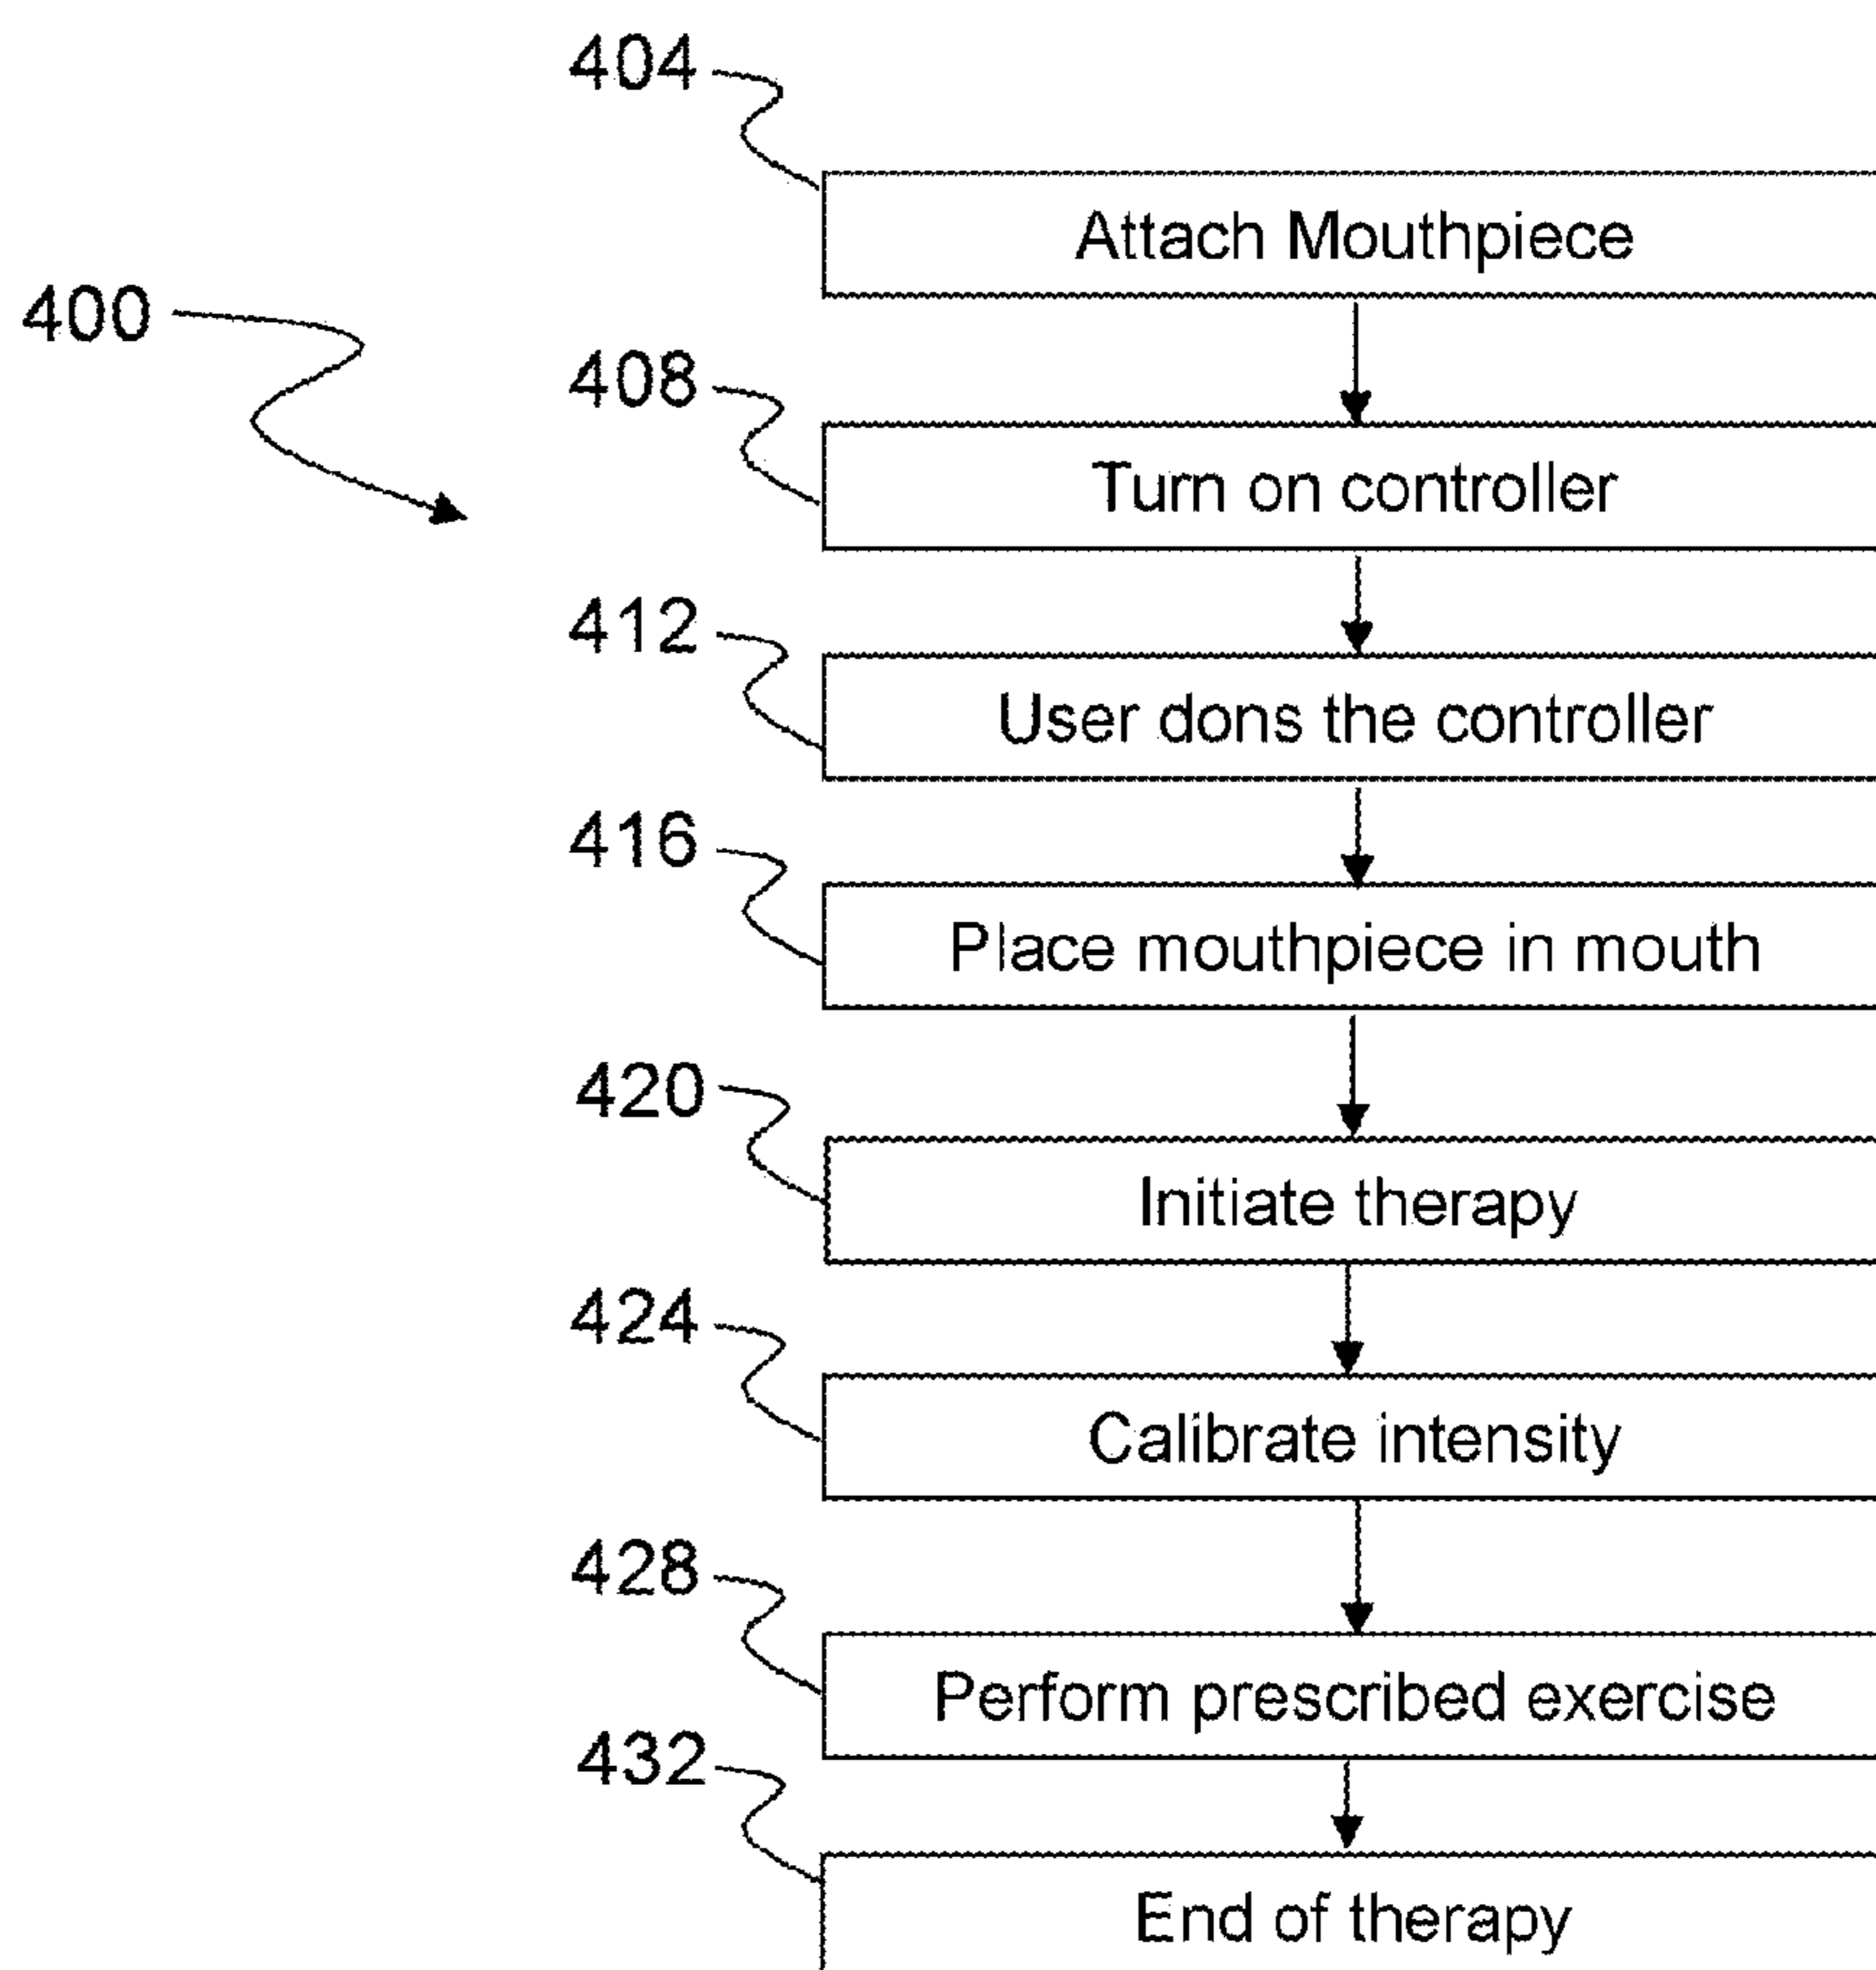 404
Attach Mouthpiece
400
408
Turn on controller
412
User dons the controller
416
Place mouthpiece in mouth
420
Initiate therapy
424
Calibrate intensity
428
Perform prescribed exercise
432
End of therapy